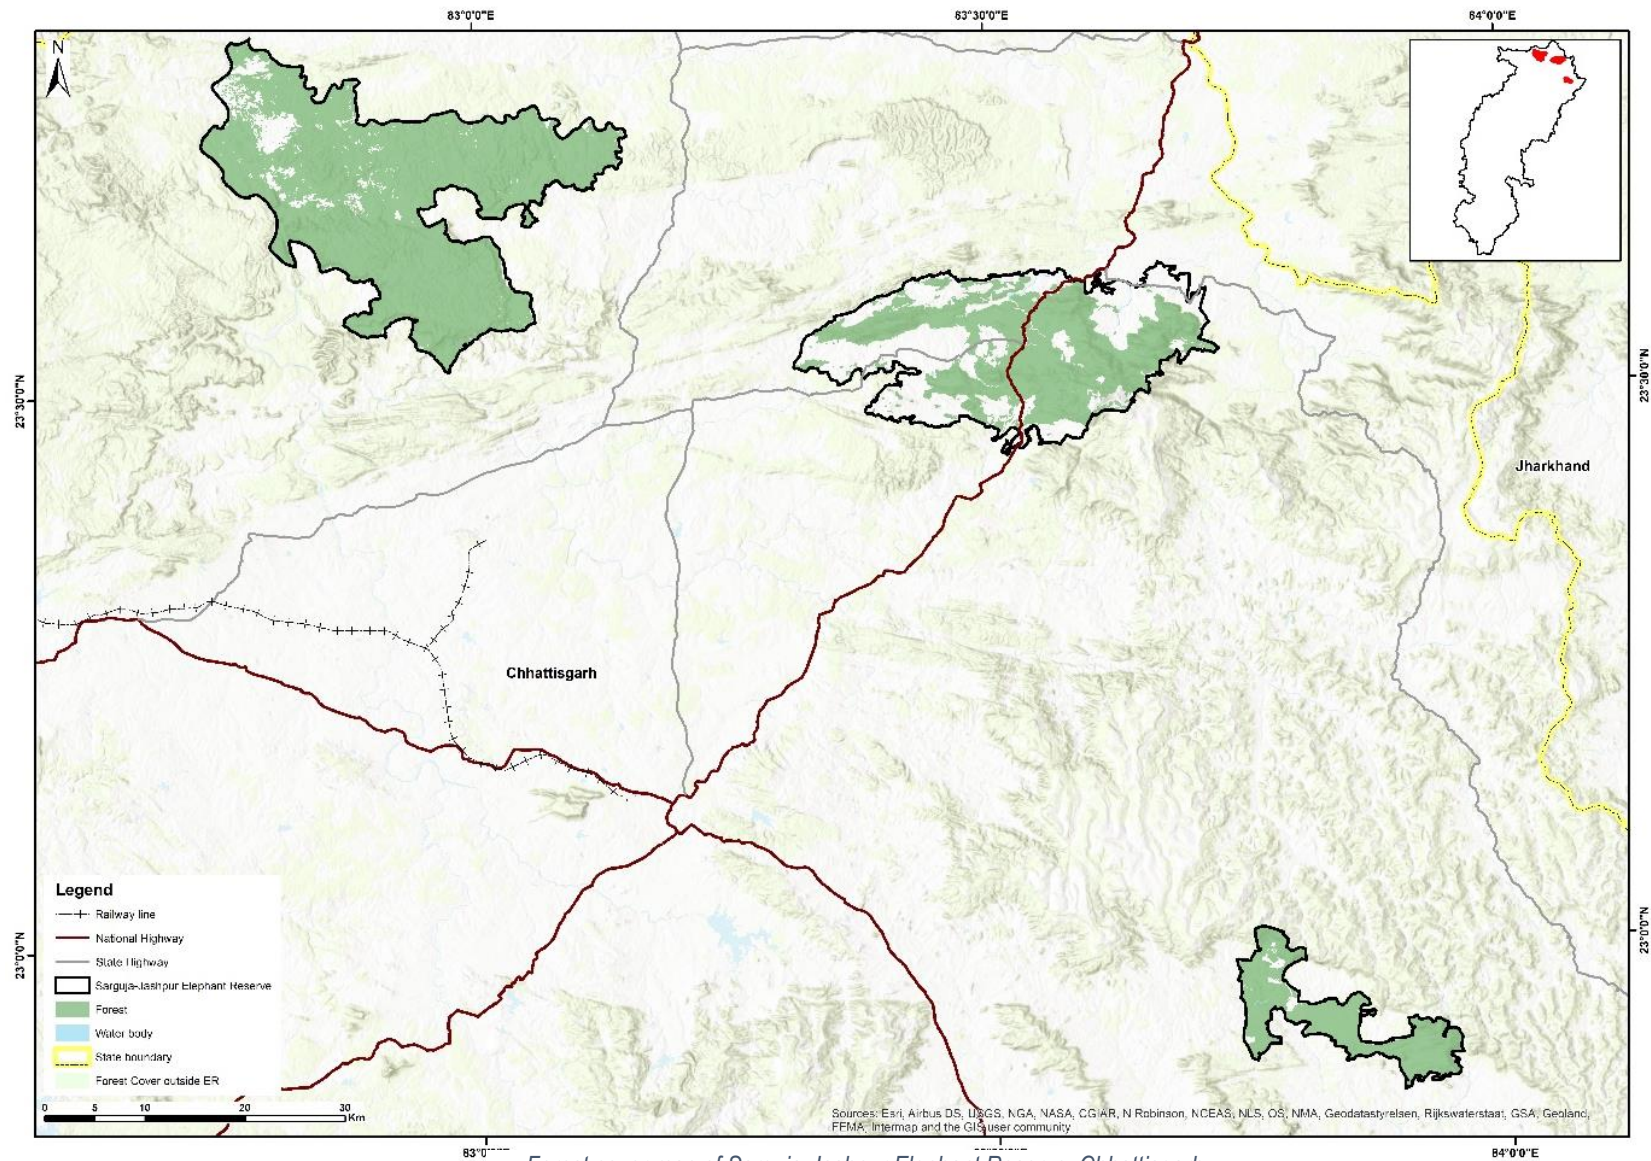 83°0'0"E
83°30'0"E
84°0'0"E
N
23°30'0"N
23°30'0"N
Jharkhand
Chhattisgarh
23°0'0"N
23°0'0"N
Legend
Railway line
National Highway
State Highway
Sarguja-Jashpur Elephant Reserve
Forest
Water body
State boundary
Forest Cover outside ER
0 5 10 20 30
Km
Sources: Esri, Airbus DS, USGS, NGA, NASA, CGIAR, N Robinson, NCEAS, NLS, OS, NMA, Geodatastyrelsen, Rijkswaterstaat, GSA, Geoland,
FEMA, Intermap and the GIS user community
84°0'0"E